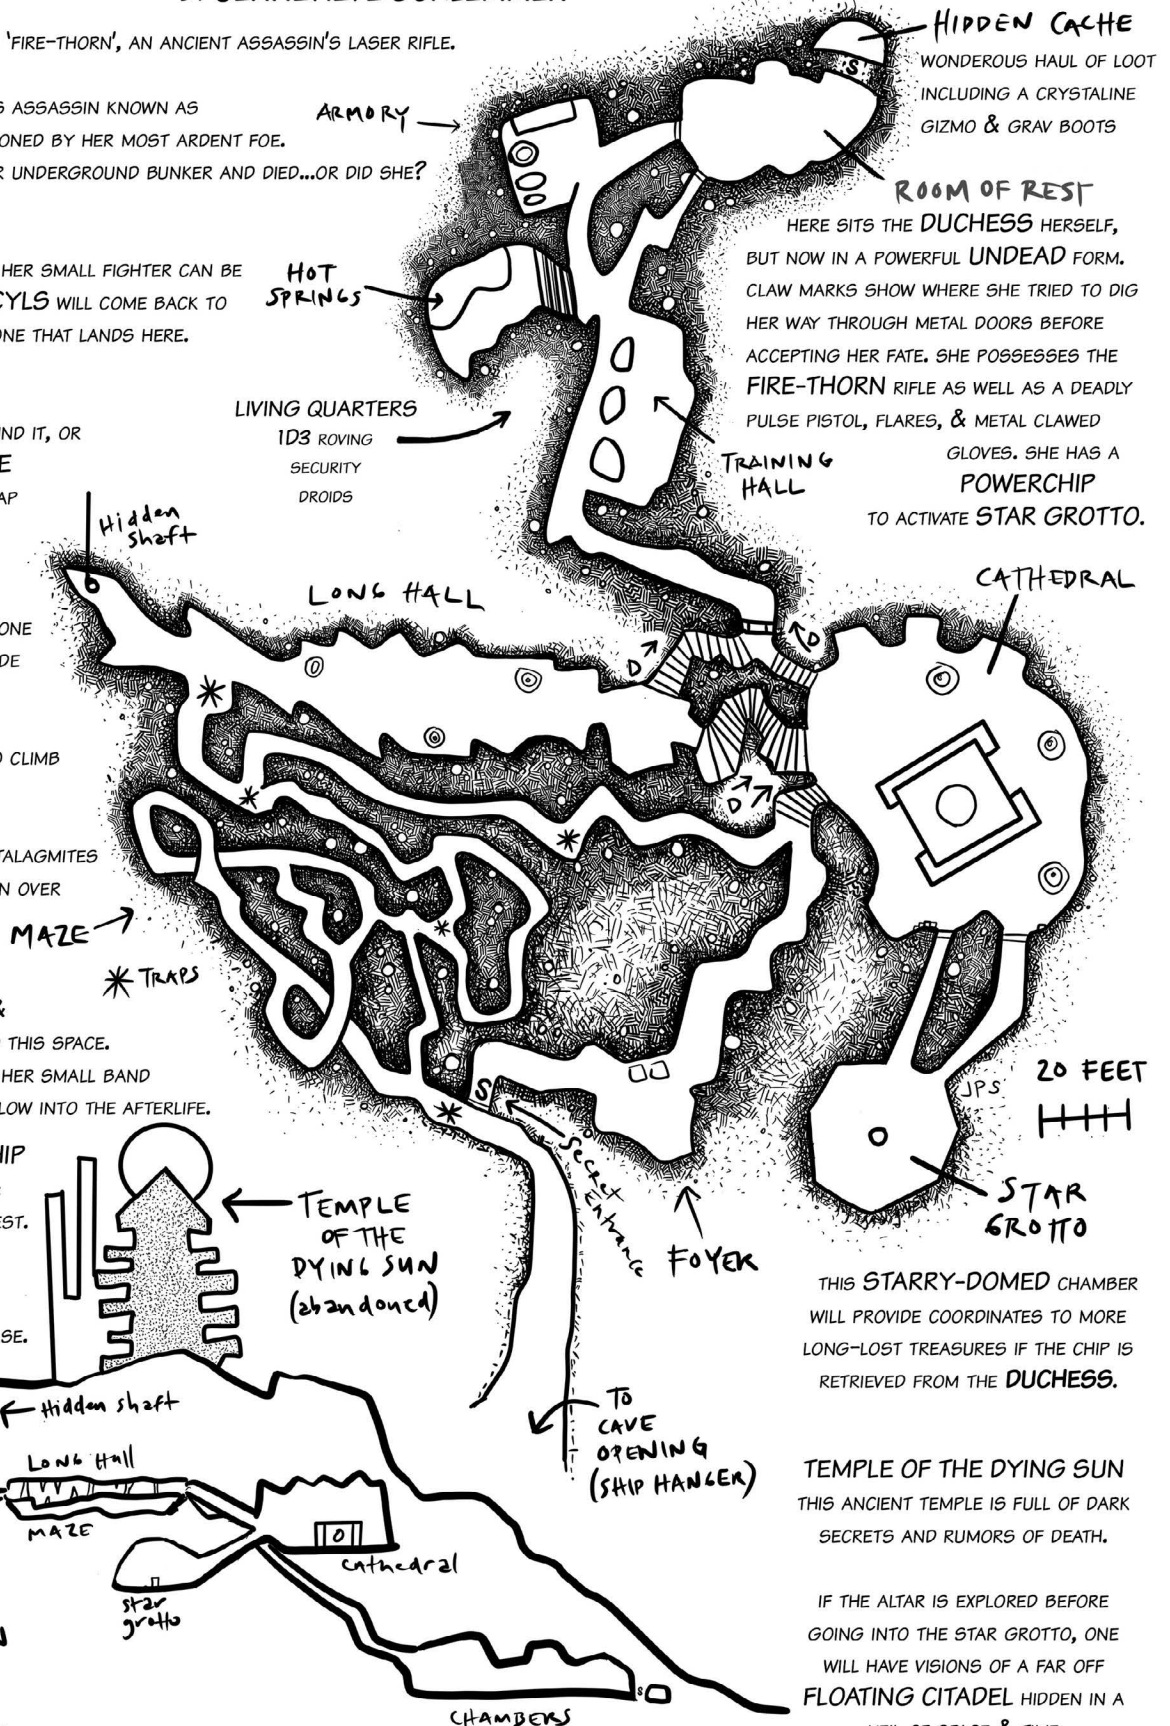 'FIRE-THORN', AN ANCIENT ASSASSIN'S LASER RIFLE.
ASSASSIN KNOWN AS
ONED BY HER MOST ARDENT FOE.
UNDERGROUND BUNKER AND DIED...OR DID SHE?
HER SMALL FIGHTER CAN BE
CYLS WILL COME BACK TO
ONE THAT LANDS HERE.
ARMORY
HOT
SPRINGS
HIDDEN CACHE
WONDEROUS HAUL OF LOOT
INCLUDING A CRYSTALINE
GIZMO & GRAV BOOTS
S
ROOM OF REST
HERE SITS THE DUCHESS HERSELF,
BUT NOW IN A POWERFUL UNDEAD FORM.
CLAW MARKS SHOW WHERE SHE TRIED TO DIG
HER WAY THROUGH METAL DOORS BEFORE
ACCEPTING HER FATE. SHE POSSESSES THE
FIRE-THORN RIFLE AS WELL AS A DEADLY
PULSE PISTOL, FLARES, & METAL CLAWED
GLOVES. SHE HAS A
POWERCHIP
TO ACTIVATE STAR GROTTO.
LIVING QUARTERS
1D3 ROVING
SECURITY
DROIDS
TRAINING
HALL
ND IT, OR
E
AP
Hidden
shaft
LONG HALL
CATHEDRAL
D
D
D
ONE
DE
CLIMB
TALAGMITES
N OVER
MAZE
TRAPS
&
THIS SPACE.
HER SMALL BAND
LOW INTO THE AFTERLIFE.
HIP
EST.
SE.
S
Secret
Entrance
FOYER
JPS
20 FEET
STAR
GROTTO
THIS STARRY-DOMED CHAMBER
WILL PROVIDE COORDINATES TO MORE
LONG-LOST TREASURES IF THE CHIP IS
RETRIEVED FROM THE DUCHESS.
TEMPLE
OF THE
DYING SUN
(abandoned)
TO
CAVE
OPENING
(SHIP HANGER)
Hidden shaft
LONG Hall
MAZE
star
grotto
cathedral
S
CHAMBERS
TEMPLE OF THE DYING SUN
THIS ANCIENT TEMPLE IS FULL OF DARK
SECRETS AND RUMORS OF DEATH.
IF THE ALTAR IS EXPLORED BEFORE
GOING INTO THE STAR GROTTO, ONE
WILL HAVE VISIONS OF A FAR OFF
FLOATING CITADEL HIDDEN IN A